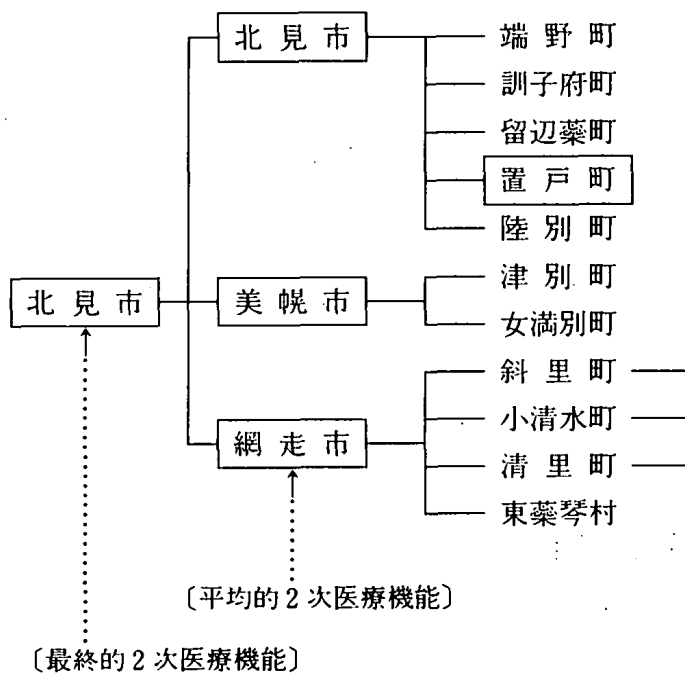 北見市
端野町
訓子府町
留辺薬町
置戸町
陸別町
北見市
美幌市
津別町
女満別町
網走市
斜里町
小清水町
清里町
東薬琴村
〔平均的2次医療機能〕
〔最終的2次医療機能〕